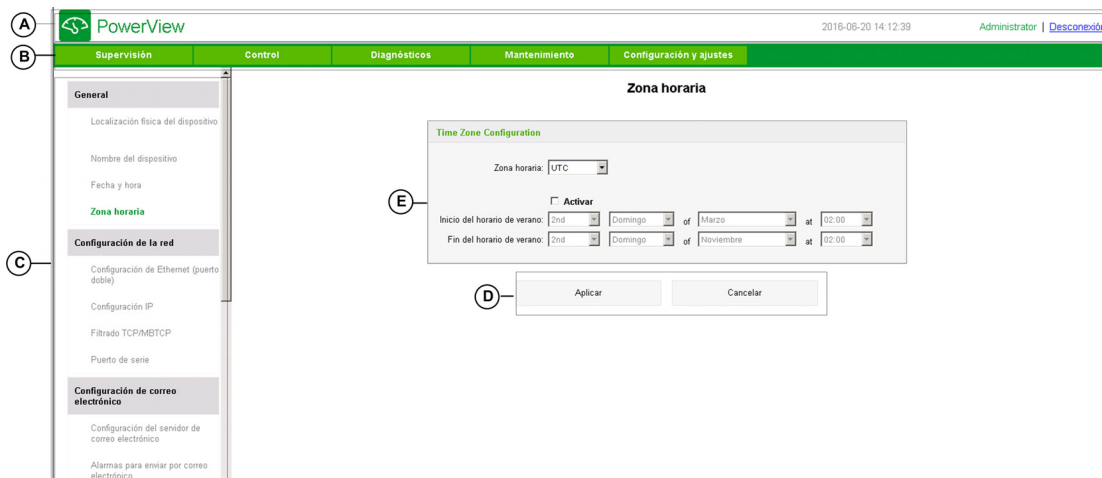 A
PowerView
2016-06-20 14:12:39
Administrator | Desconexión
B
Supervisión
Control
Diagnósticos
Mantenimiento
Configuración y ajustes
C
General
Localización física del dispositivo
Nombre del dispositivo
Fecha y hora
Zona horaria
Configuración de la red
Configuración de Ethernet (puerto
doble)
Configuración IP
Filtrado TCP/MBTCP
Puerto de serie
Configuración de correo
electrónico
Configuración del servidor de
correo electrónico
Alarmas para enviar por correo
electrónico
Zona horaria
Time Zone Configuration
Zona horaria: UTC
E
Activar
Inicio del horario de verano: 2nd Domingo of Marzo at 02:00
Fin del horario de verano: 2nd Domingo of Noviembre at 02:00
D
Aplicar
Cancelar